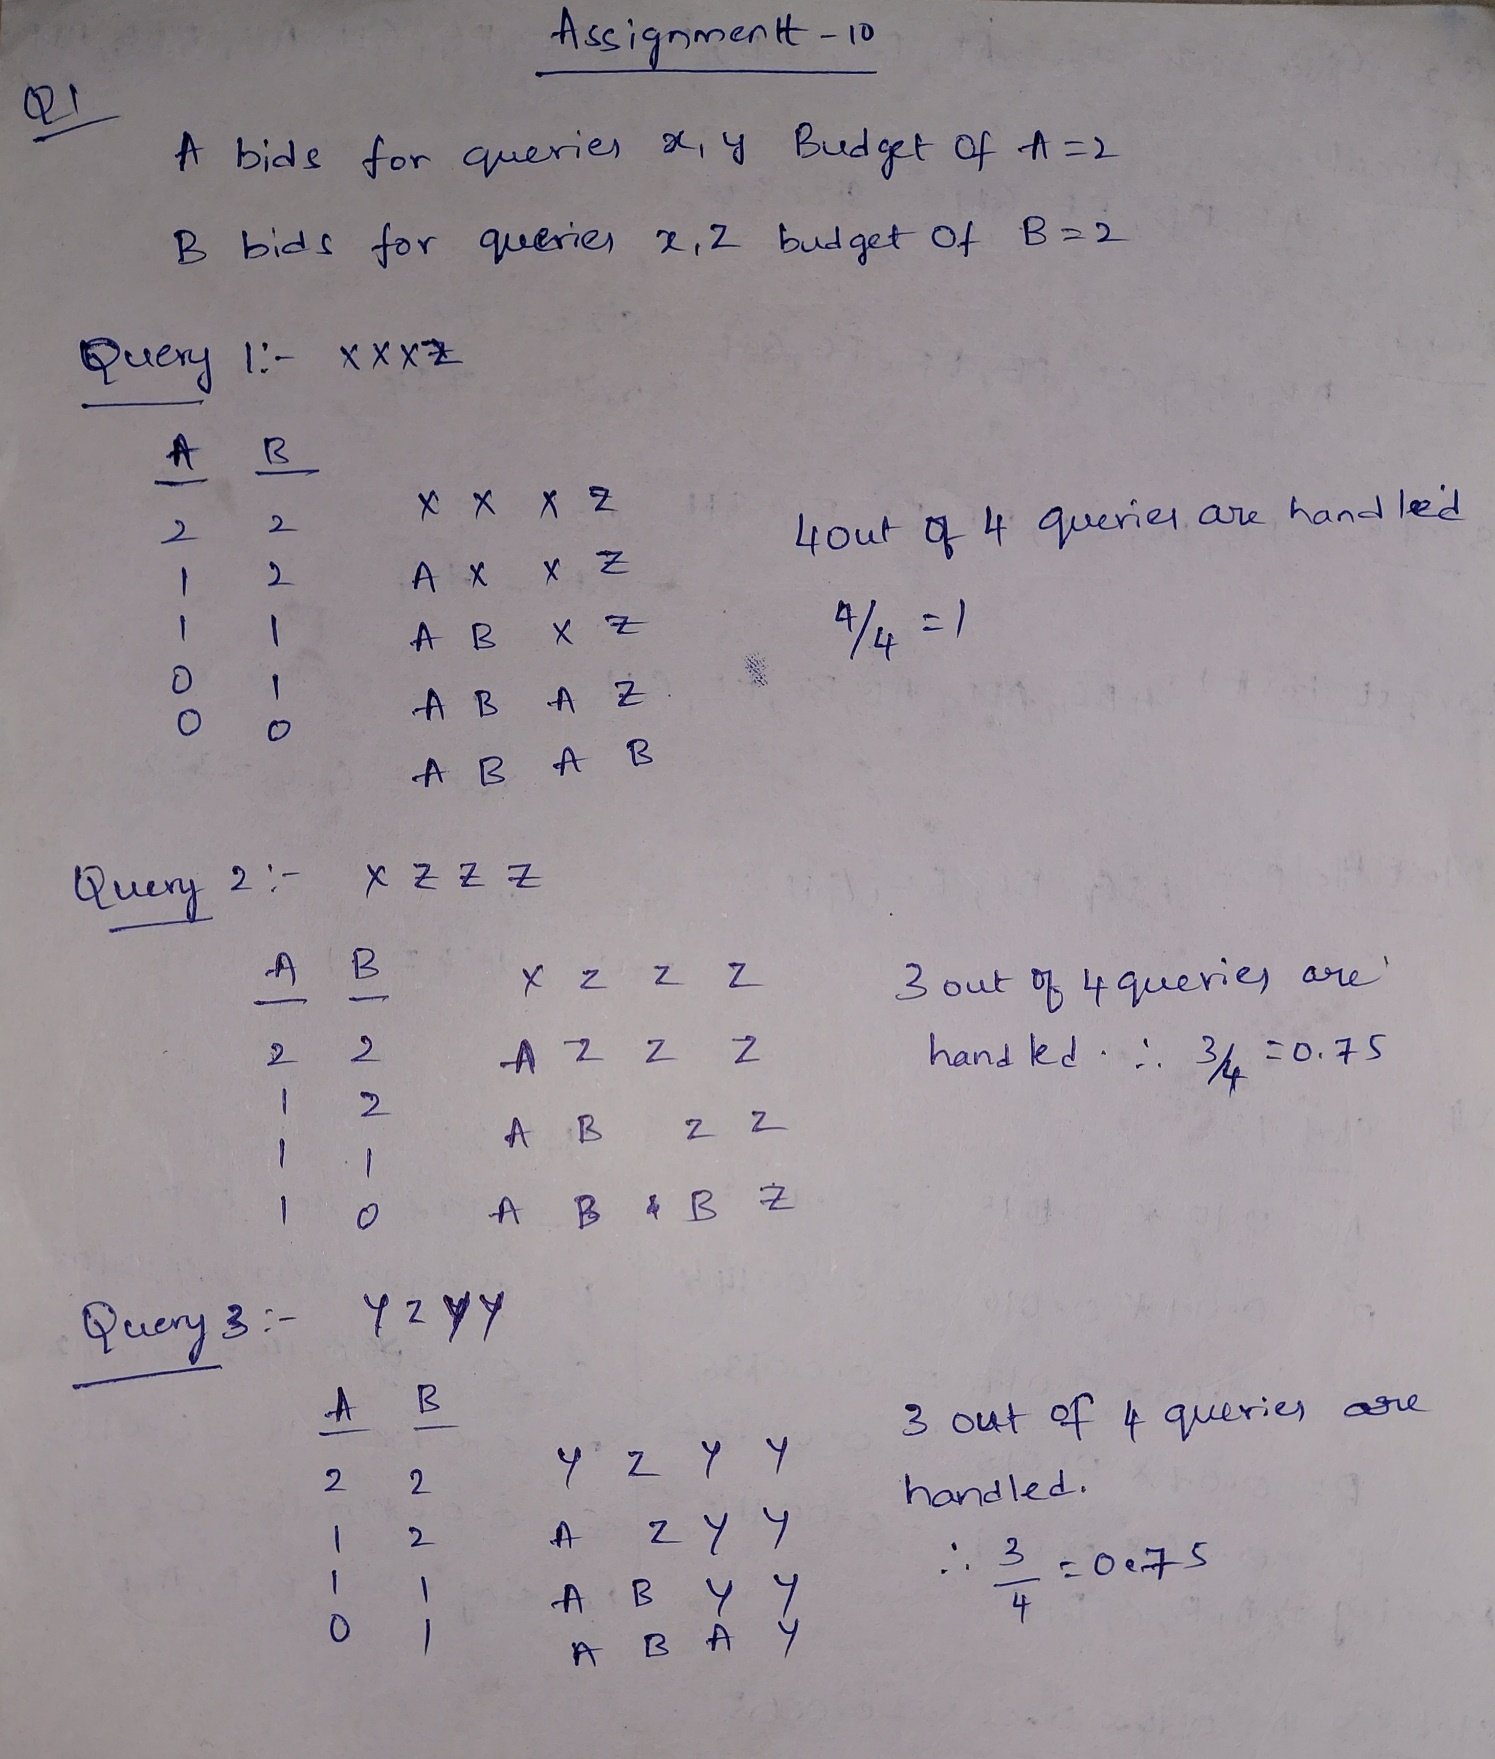 Assignmentt - 10
Q1
A bids for queries x, y Budget of A = 2
B bids for queries x, z budget of B = 2
Query 1:- X X X Z
A B
X X X Z
2 2
4 out of 4 queries are handled
1 2 A X X Z
1 1 A B X Z
4/4 = 1
0 1 A B A Z
0 0
A B A B
Query 2:- X Z Z Z
A B X Z Z Z
3 out of 4 queries are
2 2 A Z Z Z
handled. ∴ 3/4 = 0.75
1 2 A B Z Z
1 1
1 0 A B B Z
Query 3:- Y Z Y Y
A B
3 out of 4 queries are
2 2 Y Z Y Y
handled.
1 2 A Z Y Y
∴ 3/4 = 0.75
1 1 A B Y Y
0 1 A B A Y